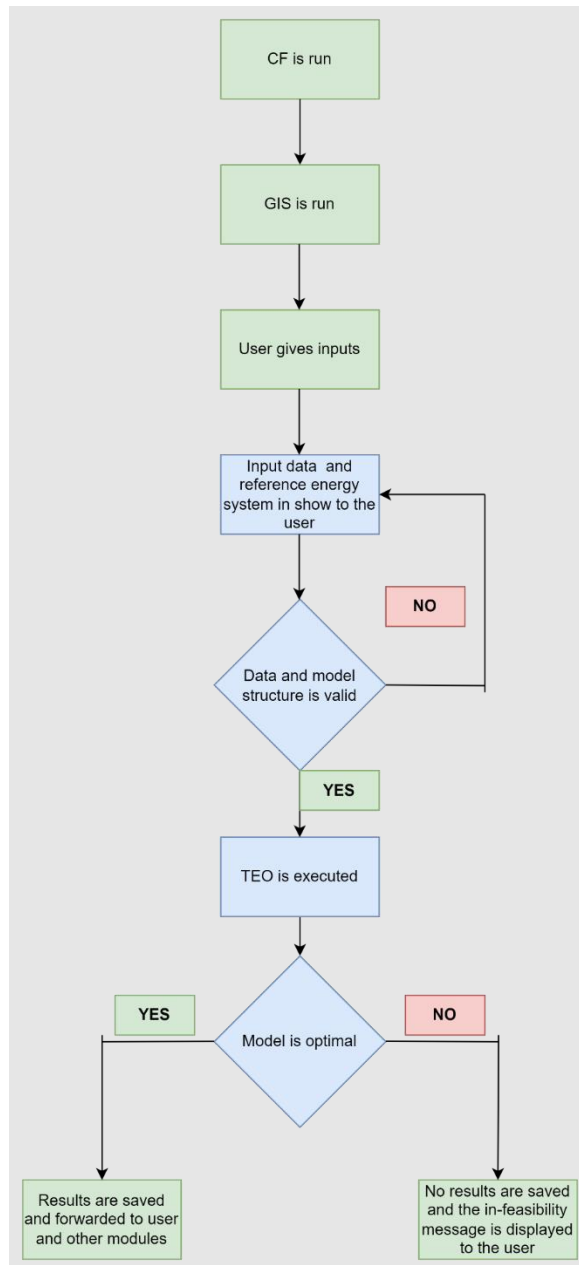 CF is run
GIS is run
User gives inputs
Input data and
reference energy
system in show to the
user
NO
Data and model
structure is valid
YES
TEO is executed
YES
NO
Model is optimal
Results are saved
and forwarded to user
and other modules
No results are saved
and the in-feasibility
message is displayed
to the user